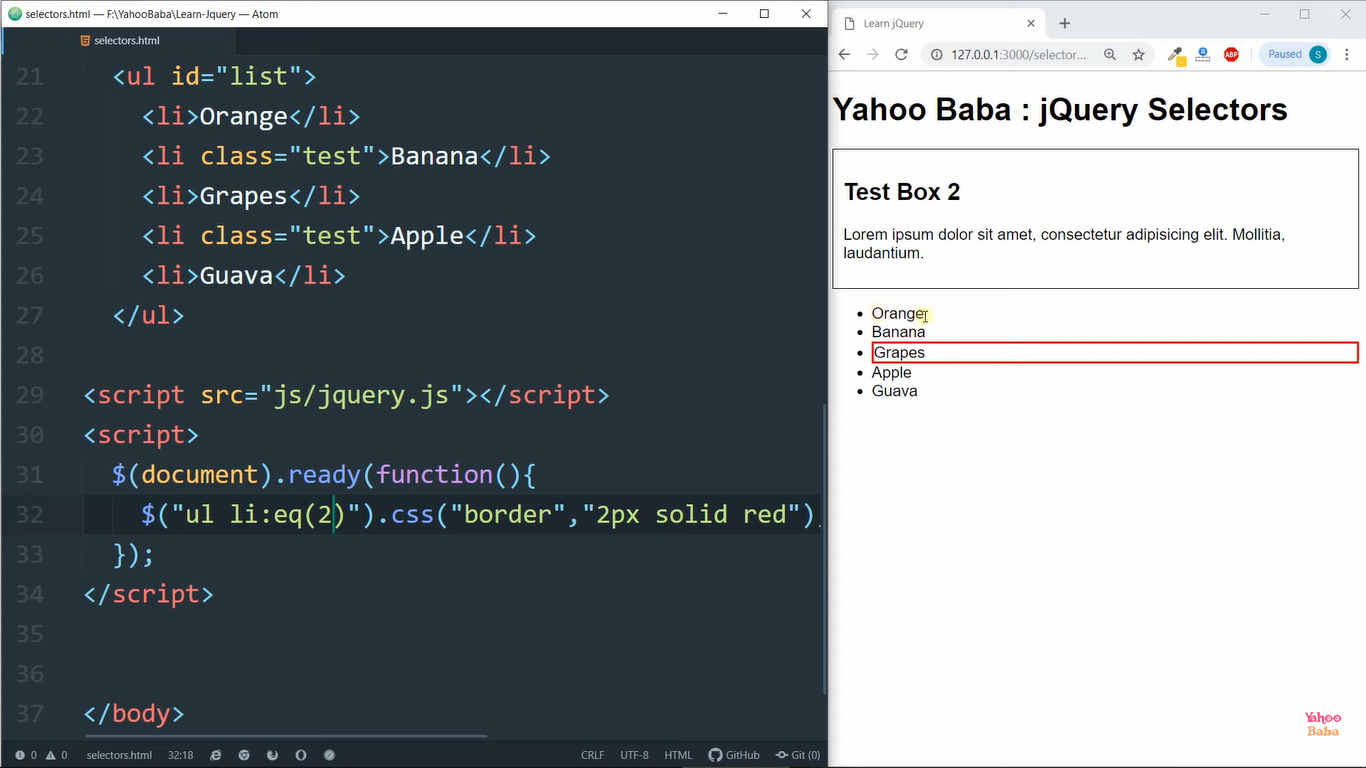 selectors.html — F:\YahooBaba\Learn-Jquery — Atom
selectors.html
21 <ul id="list">
22 <li>Orange</li>
23 <li class="test">Banana</li>
24 <li>Grapes</li>
25 <li class="test">Apple</li>
26 <li>Guava</li>
27 </ul>
28
29 <script src="js/jquery.js"></script>
30 <script>
31 $(document).ready(function(){
32 $("ul li:eq(2)").css("border","2px solid red")
33 });
34 </script>
35
36
37 </body>
0 0 selectors.html 32:18 CRLF UTF-8 HTML GitHub Git (0)
Learn jQuery
127.0.0.1:3000/selector... ABP Paused S
Yahoo Baba : jQuery Selectors
Test Box 2
Lorem ipsum dolor sit amet, consectetur adipisicing elit. Mollitia,
laudantium.
Orange
Banana
Grapes
Apple
Guava
Yahoo
Baba